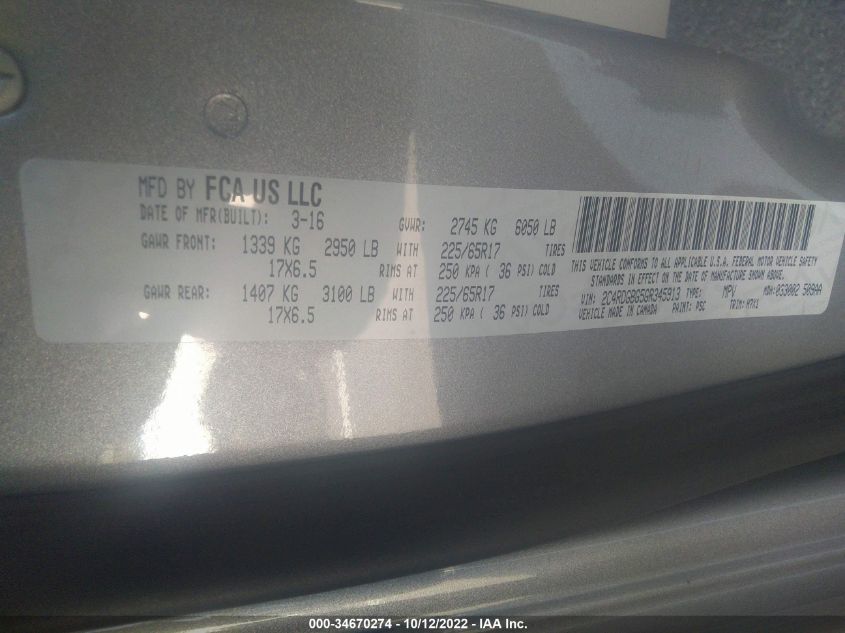 MFD BY FCA US LLC
DATE OF MFR(BUILT): 3-16 GVWR: 2745 KG 6050 LB
GAWR FRONT: 1339 KG 2950 LB WITH 225/65R17 TIRES
17X6.5 RIMS AT 250 KPA ( 36 PSI) COLD
GAWR REAR: 1407 KG 3100 LB WITH 225/65R17 TIRES
17X6.5 RIMS AT 250 KPA ( 36 PSI) COLD
THIS VEHICLE CONFORMS TO ALL APPLICABLE U.S.A. FEDERAL MOTOR VEHICLE SAFETY
STANDARDS IN EFFECT ON THE DATE OF MANUFACTURE SHOWN ABOVE.
VIN: 2C4RDGBG5GR345913 TYPE: MPV MDH: 033002 509AA
VEHICLE MADE IN CANADA PAINT: PSC TRIM:
000-34670274 - 10/12/2022 - IAA Inc.